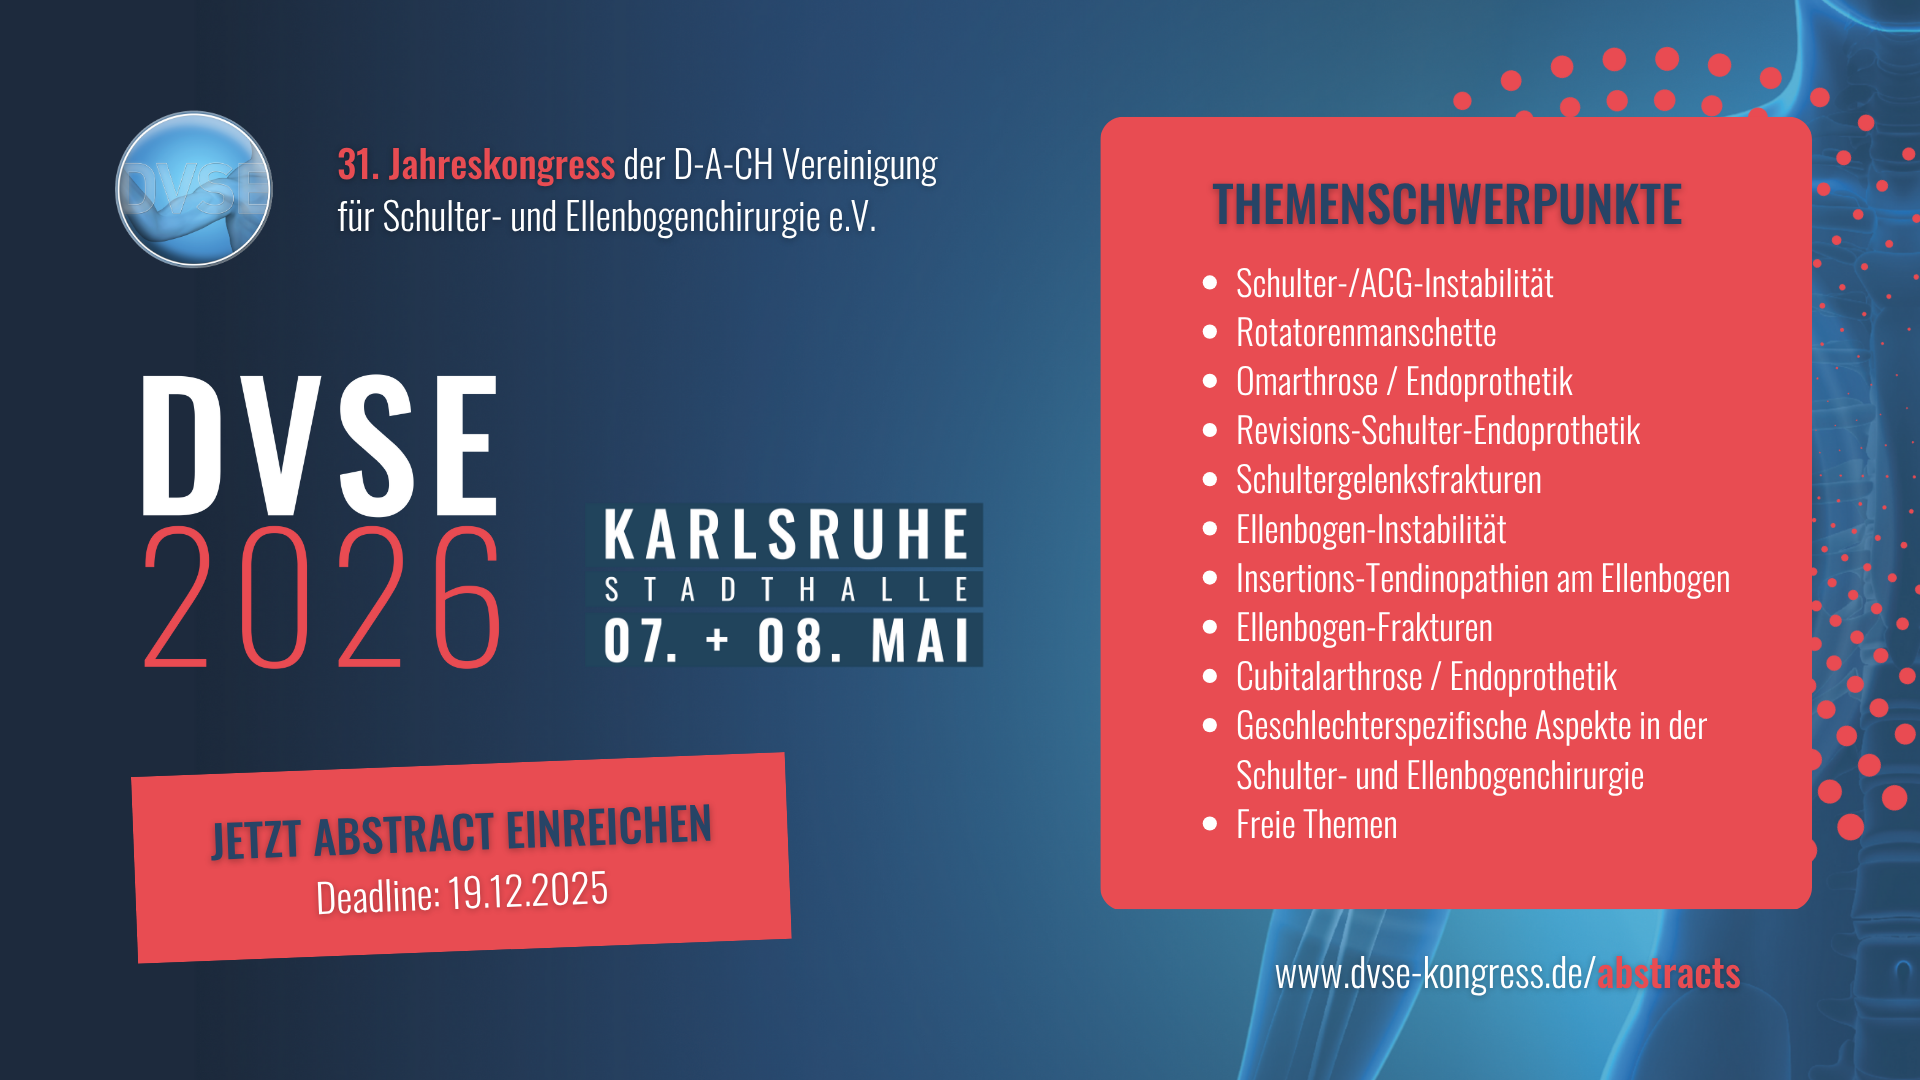 DVSE
31. Jahreskongress der D-A-CH Vereinigung
für Schulter- und Ellenbogenchirurgie e.V.
DVSE
2026
KARLSRUHE
STADTHALLE
07. + 08. MAI
JETZT ABSTRACT EINREICHEN
Deadline: 19.12.2025
THEMENSCHWERPUNKTE
• Schulter-/ACG-Instabilität
• Rotatorenmanschette
• Omarthrose / Endoprothetik
• Revisions-Schulter-Endoprothetik
• Schultergelenksfrakturen
• Ellenbogen-Instabilität
• Insertions-Tendinopathien am Ellenbogen
• Ellenbogen-Frakturen
• Cubitalarthrose / Endoprothetik
• Geschlechterspezifische Aspekte in der
Schulter- und Ellenbogenchirurgie
• Freie Themen
www.dvse-kongress.de/abstracts